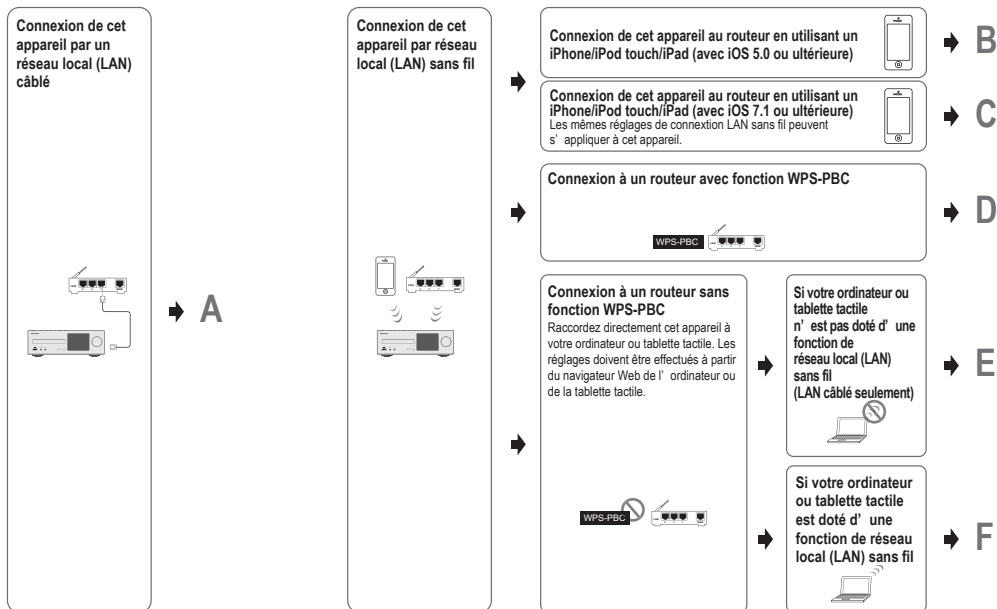 Connexion de cet
appareil par un
réseau local (LAN)
câblé
A
Connexion de cet
appareil par réseau
local (LAN) sans fil
Connexion de cet appareil au routeur en utilisant un
iPhone/iPod touch/iPad (avec iOS 5.0 ou ultérieure)
B
Connexion de cet appareil au routeur en utilisant un
iPhone/iPod touch/iPad (avec iOS 7.1 ou ultérieure)
Les mêmes réglages de connextion LAN sans fil peuvent
s’ appliquer à cet appareil.
C
Connexion à un routeur avec fonction WPS-PBC
WPS-PBC
D
Connexion à un routeur sans
fonction WPS-PBC
Raccordez directement cet appareil à
votre ordinateur ou tablette tactile. Les
réglages doivent être effectués à partir
du navigateur Web de l’ ordinateur ou
de la tablette tactile.
WPS-PBC
Si votre ordinateur ou
tablette tactile
n’ est pas doté d’ une
fonction de
réseau local (LAN)
sans fil
(LAN câblé seulement)
E
Si votre ordinateur
ou tablette tactile
est doté d’ une
fonction de réseau
local (LAN) sans fil
F